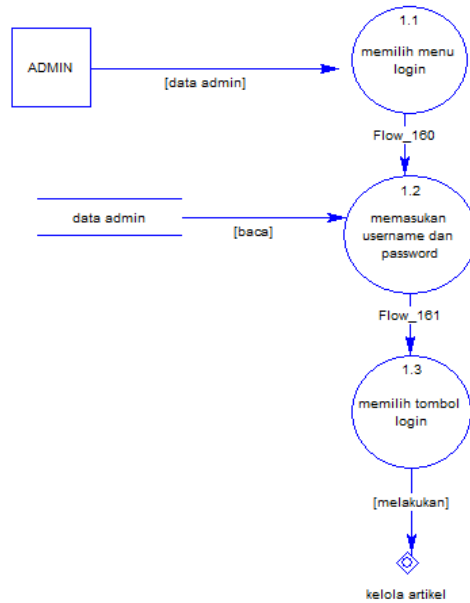 1.1
memilih menu
login
ADMIN
[data admin]
Flow_160
1.2
memasukan
username dan
password
data admin
[baca]
Flow_161
1.3
memilih tombol
login
[melakukan]
kelola artikel